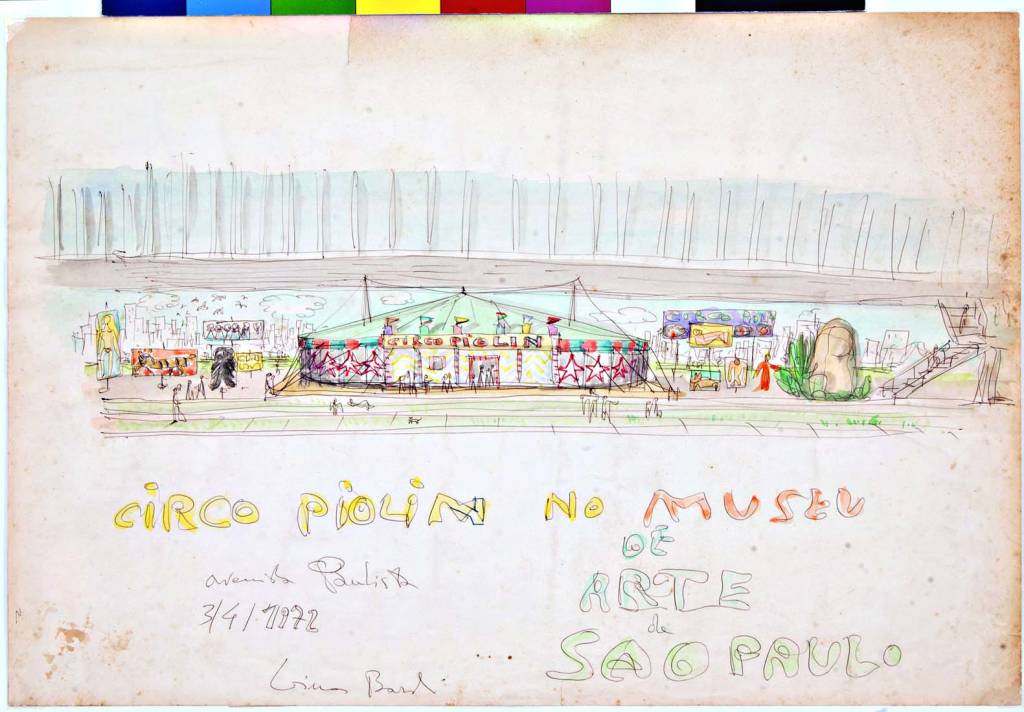 CIRCO PIOLIN
CIRCO PIOLIN NO MUSEU
DE
ARTE
de
SAO PAULO
avenida Paulista
3/4/1972
Lina Bardi